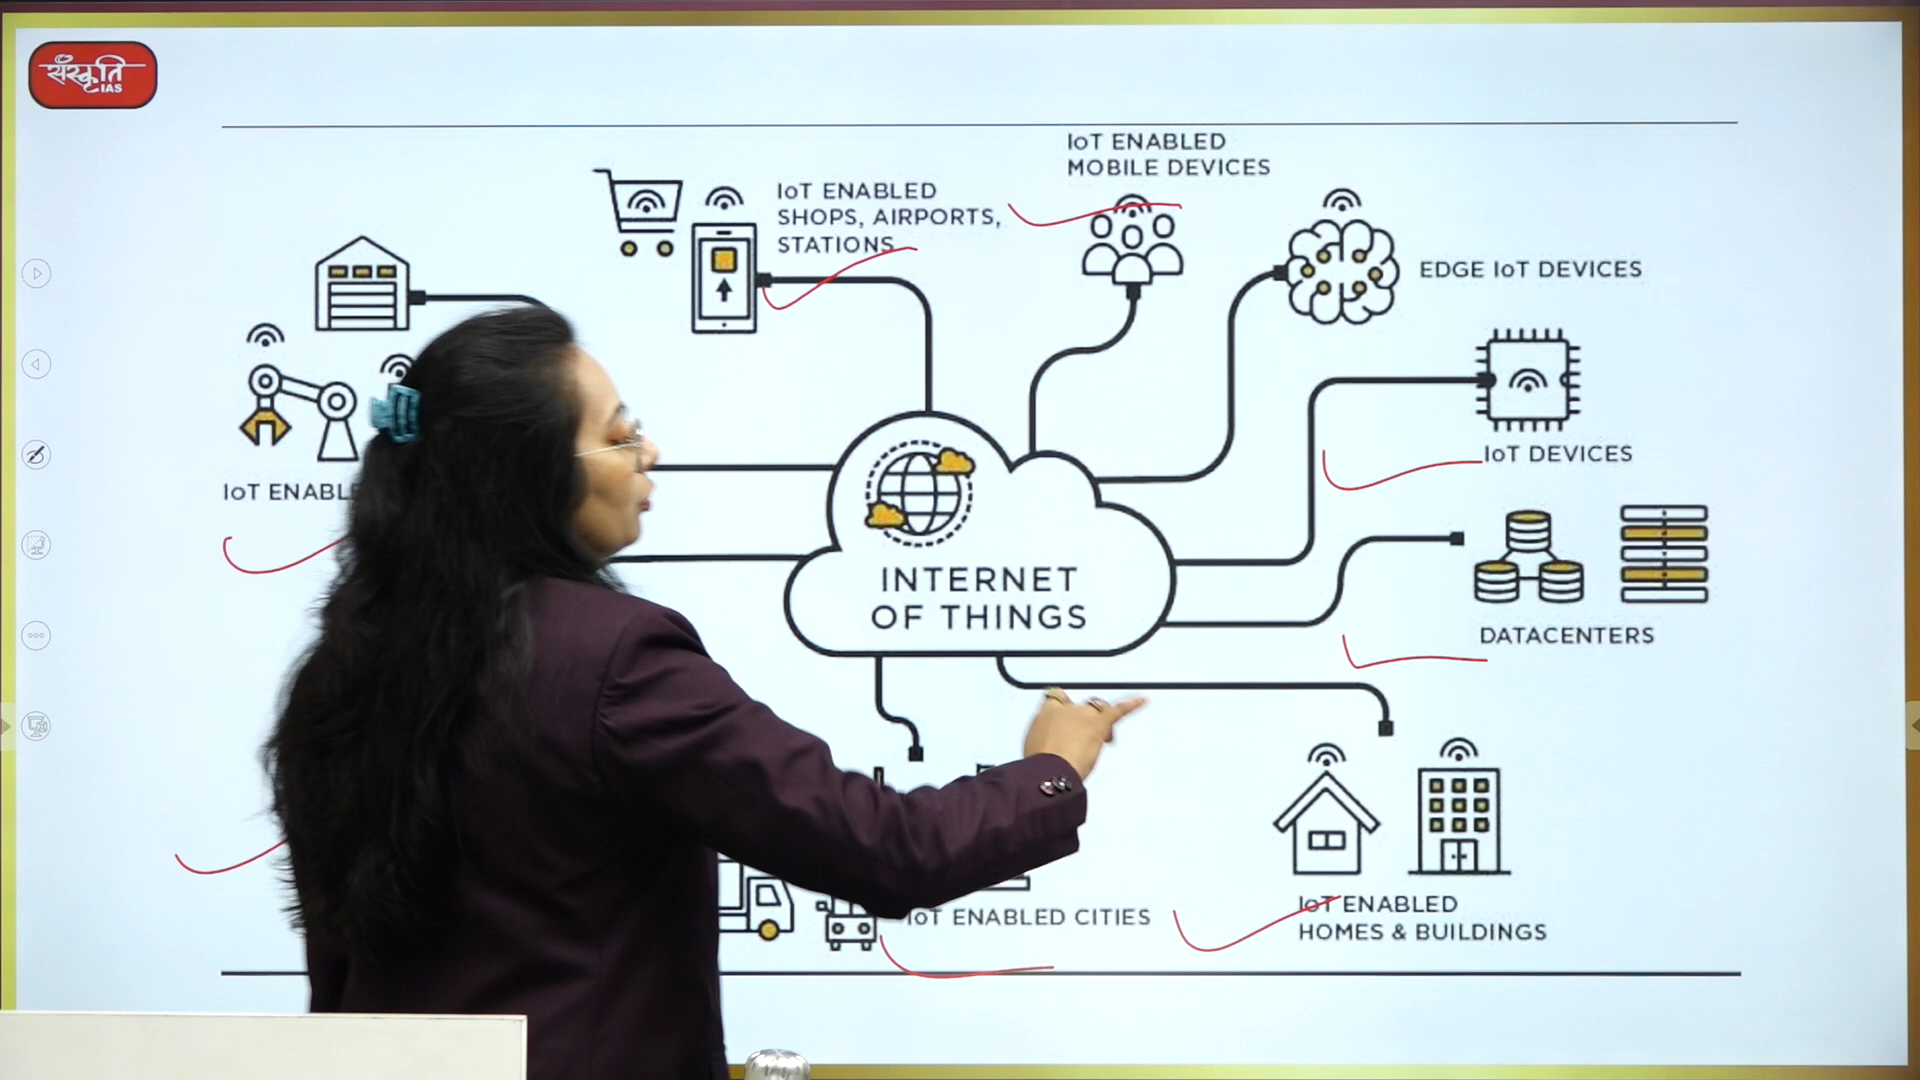 संस्कृति
IAS
IoT ENABLED
MOBILE DEVICES
IoT ENABLED
SHOPS, AIRPORTS,
STATIONS
EDGE IoT DEVICES
IoT DEVICES
IoT
INTERNET
OF THINGS
DATACENTERS
IoT ENABLED CITIES
IoT ENABLED
HOMES & BUILDINGS